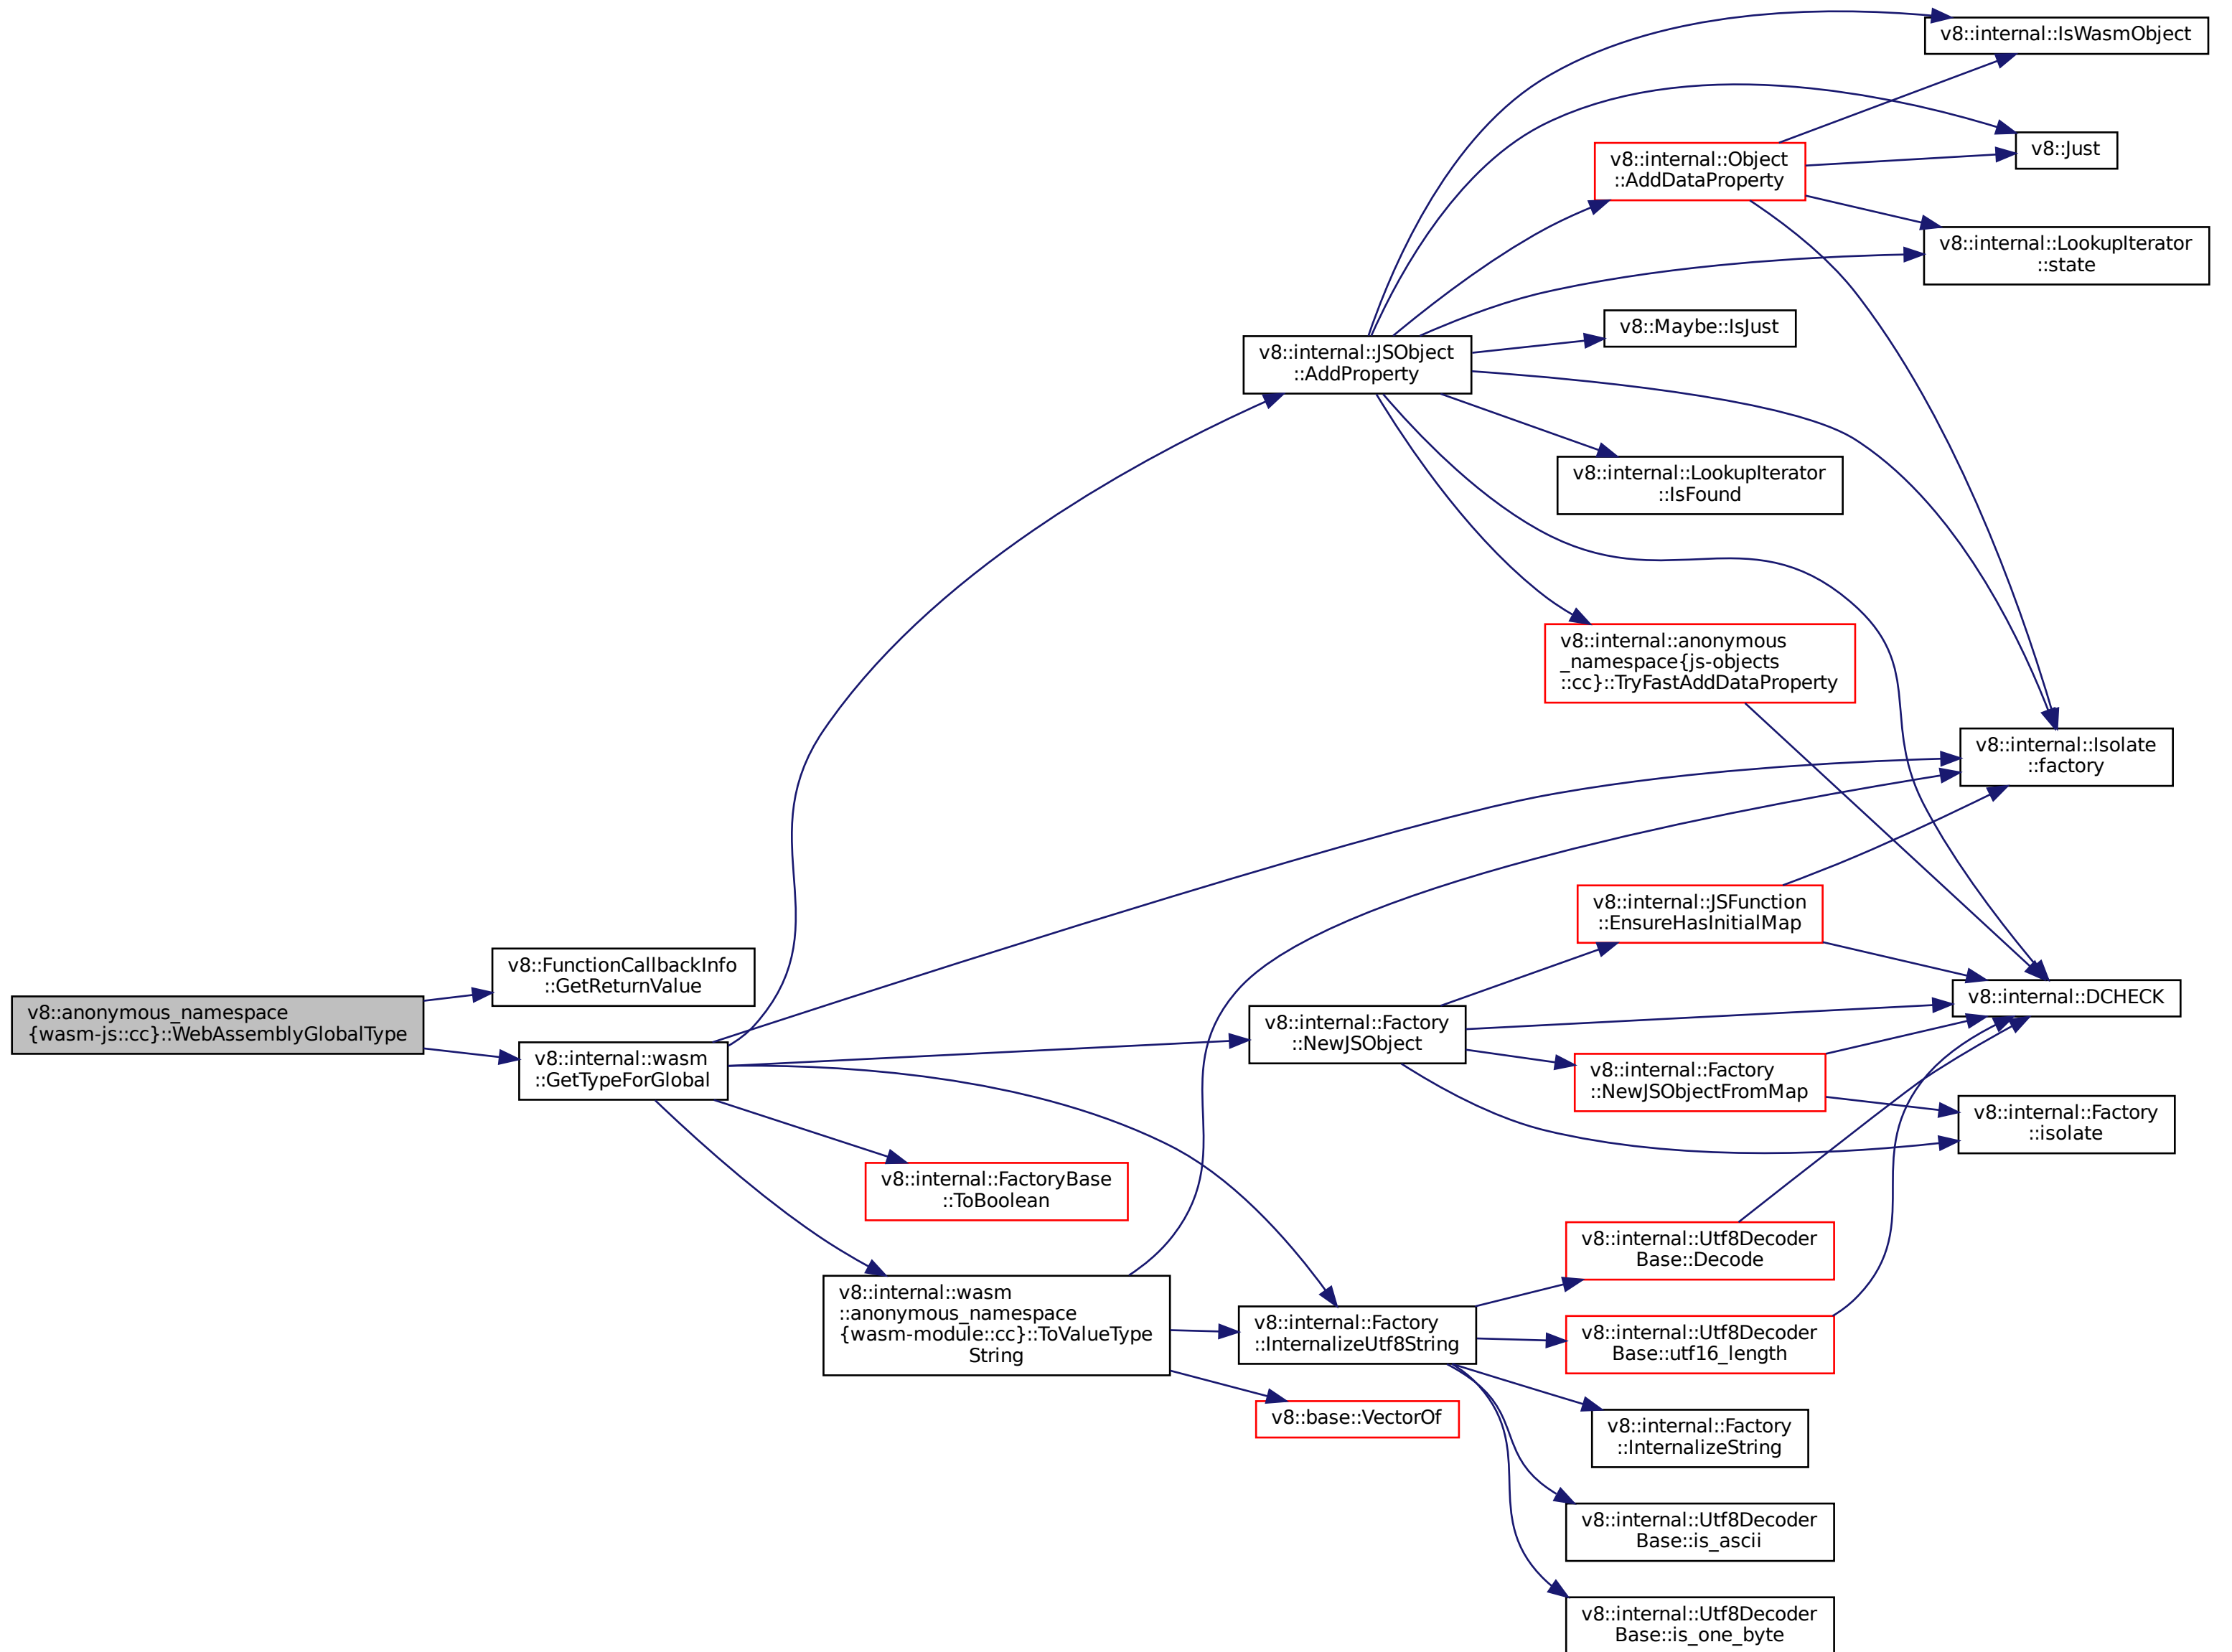 v8::internal::IsWasmObject
v8::Just
v8::internal::Object
::AddDataProperty
v8::internal::LookupIterator
::state
v8::Maybe::IsJust
v8::internal::JSObject
::AddProperty
v8::internal::LookupIterator
::IsFound
v8::internal::anonymous
_namespace{js-objects
::cc}::TryFastAddDataProperty
v8::internal::Isolate
::factory
v8::internal::JSFunction
::EnsureHasInitialMap
v8::FunctionCallbackInfo
::GetReturnValue
v8::internal::DCHECK
v8::anonymous_namespace
{wasm-js::cc}::WebAssemblyGlobalType
v8::internal::Factory
::NewJSObject
v8::internal::wasm
::GetTypeForGlobal
v8::internal::Factory
::NewJSObjectFromMap
v8::internal::Factory
::isolate
v8::internal::FactoryBase
::ToBoolean
v8::internal::Utf8Decoder
Base::Decode
v8::internal::wasm
::anonymous_namespace
{wasm-module::cc}::ToValueType
String
v8::internal::Factory
::InternalizeUtf8String
v8::internal::Utf8Decoder
Base::utf16_length
v8::base::VectorOf
v8::internal::Factory
::InternalizeString
v8::internal::Utf8Decoder
Base::is_ascii
v8::internal::Utf8Decoder
Base::is_one_byte